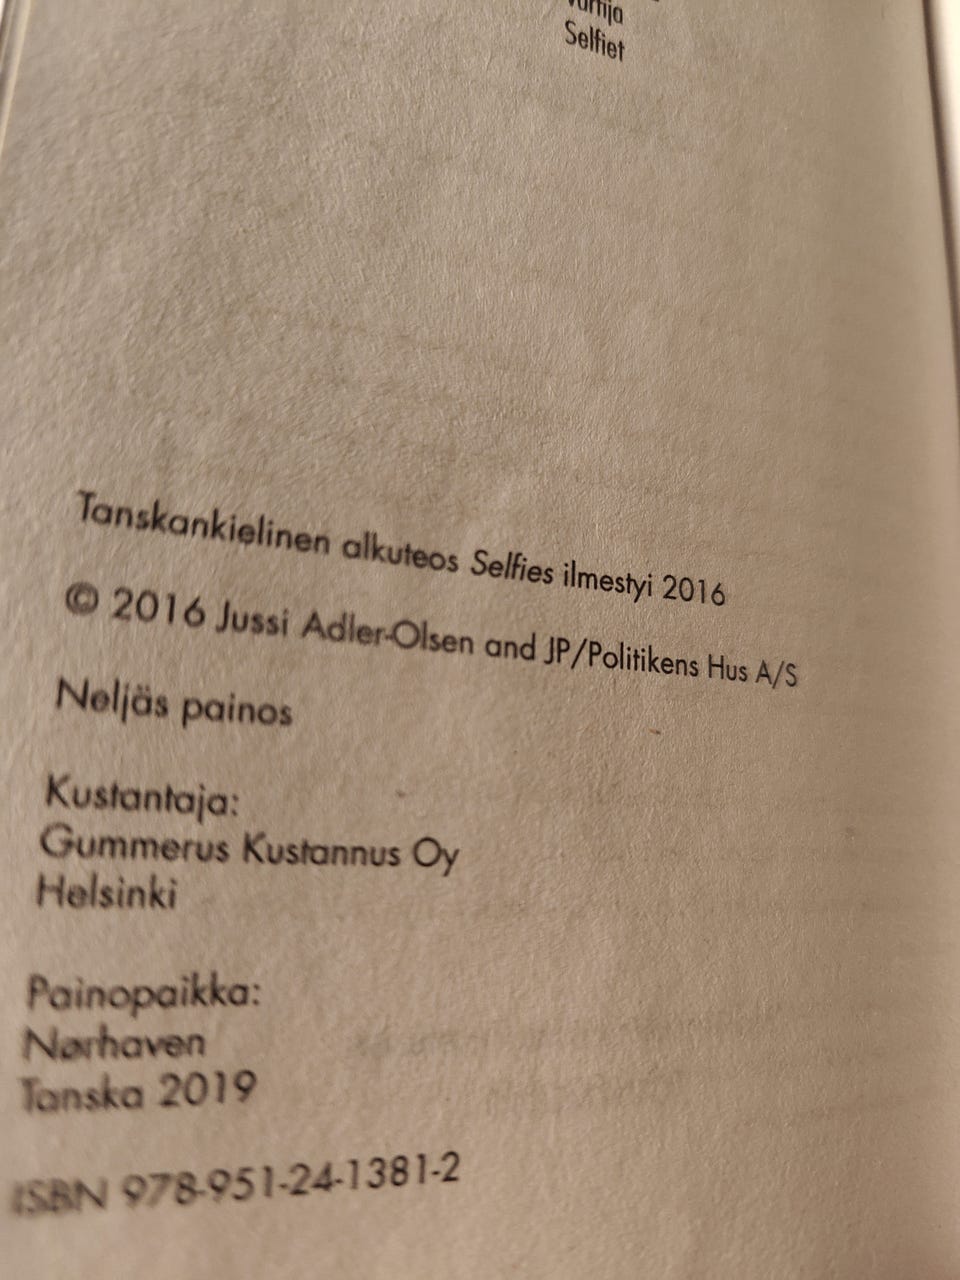 Selfiet
Tanskankielinen alkuteos Selfies ilmestyi 2016
© 2016 Jussi Adler-Olsen and JP/Politikens Hus A/S
Neljäs painos
Kustantaja:
Gummerus Kustannus Oy
Helsinki
Painopaikka:
Nørhaven
Tanska 2019
ISBN 978-951-24-1381-2